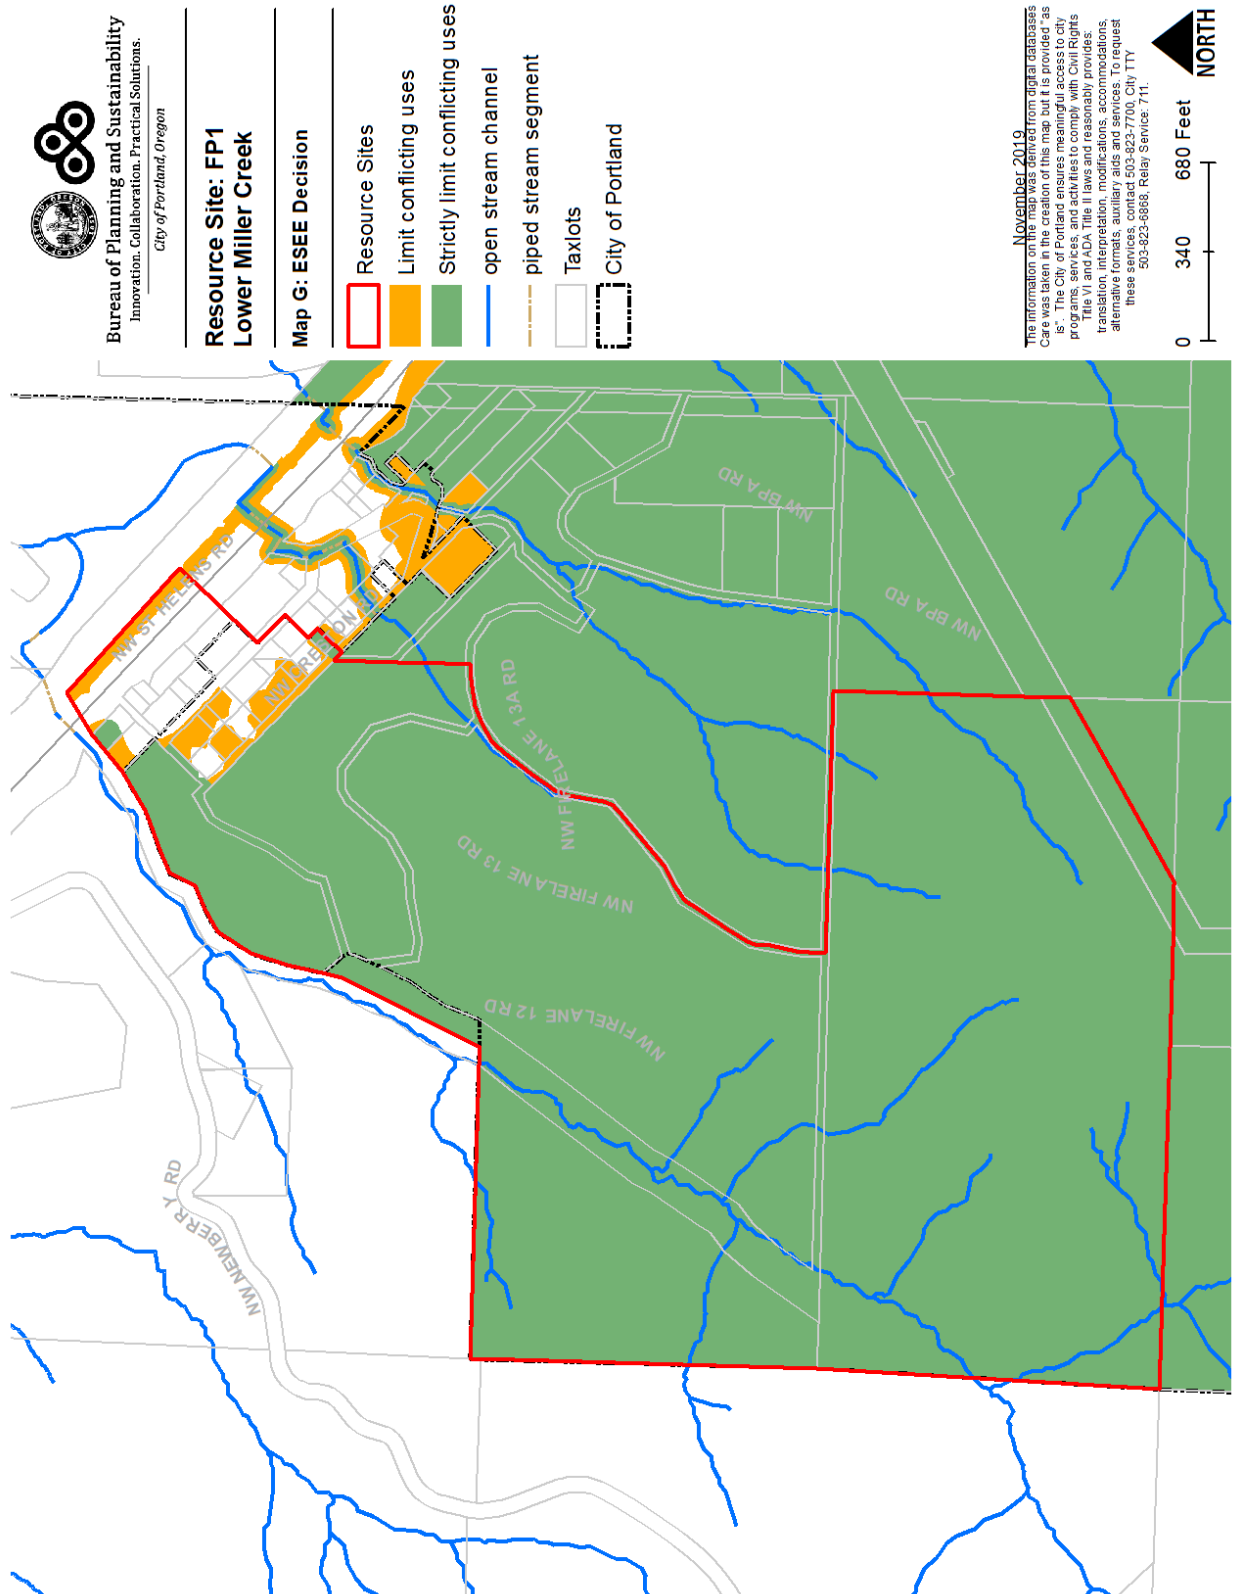 Bureau of Planning and Sustainability
Innovation. Collaboration. Practical Solutions.
City of Portland, Oregon
Resource Site: FP1
Lower Miller Creek
Map G: ESEE Decision
Resource Sites
Limit conflicting uses
Strictly limit conflicting uses
open stream channel
piped stream segment
Taxlots
City of Portland
November 2019
The information on the map was derived from digital databases
Care was taken in the creation of this map but it is provided "as
is". The City of Portland ensures meaningful access to city
programs, services, and activities to comply with Civil Rights
Title VI and ADA Title II laws and reasonably provides:
translation, interpretation, modifications, accommodations,
alternative formats, auxiliary aids and services. To request
these services, contact 503-823-7700, City TTY
503-823-6868, Relay Service: 711.
0 340 680 Feet
NORTH
NW ST HELENS RD
NW CREEKTON RD
NW BPA RD
NW BPA RD
NW FIRELANE 13A RD
NW FIRELANE 13 RD
NW FIRELANE 12 RD
NW NEWBERRY RD